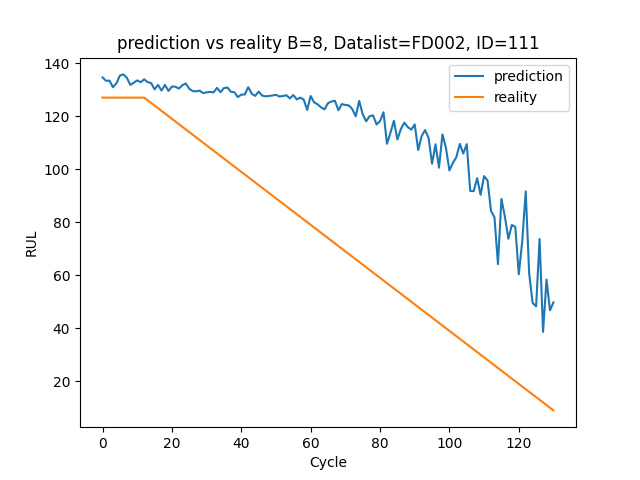 prediction vs reality B=8, Datalist=FD002, ID=111
prediction
reality
RUL
140
120
100
80
60
40
20
0 20 40 60 80 100 120
Cycle